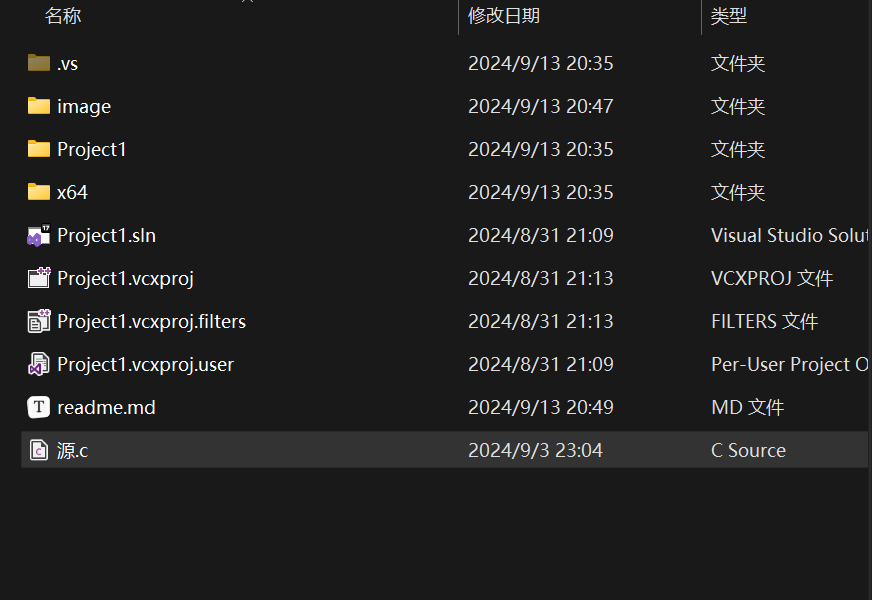 名称 修改日期 类型
.vs 2024/9/13 20:35 文件夹
image 2024/9/13 20:47 文件夹
Project1 2024/9/13 20:35 文件夹
x64 2024/9/13 20:35 文件夹
Project1.sln 2024/8/31 21:09 Visual Studio Solut
Project1.vcxproj 2024/8/31 21:13 VCXPROJ 文件
Project1.vcxproj.filters 2024/8/31 21:13 FILTERS 文件
Project1.vcxproj.user 2024/8/31 21:09 Per-User Project O
readme.md 2024/9/13 20:49 MD 文件
源.c 2024/9/3 23:04 C Source